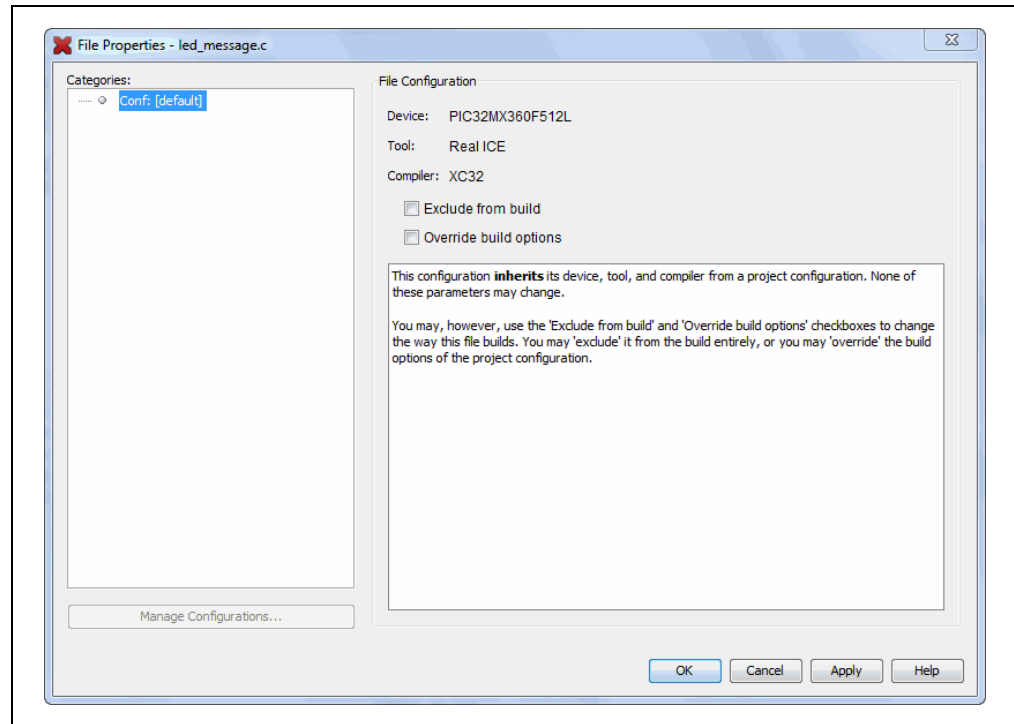 File Properties - led_message.c
Categories:
Conf: [default]
Manage Configurations...
File Configuration
Device: PIC32MX360F512L
Tool: Real ICE
Compiler: XC32
Exclude from build
Override build options
This configuration inherits its device, tool, and compiler from a project configuration. None of
these parameters may change.
You may, however, use the 'Exclude from build' and 'Override build options' checkboxes to change
the way this file builds. You may 'exclude' it from the build entirely, or you may 'override' the build
options of the project configuration.
OK Cancel Apply Help